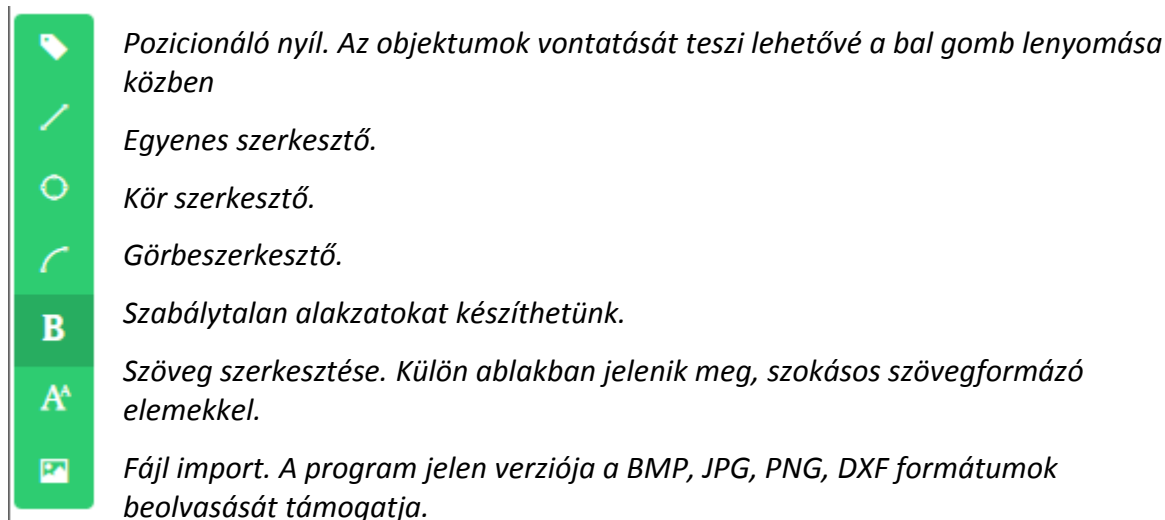 Pozicionáló nyíl. Az objektumok vontatását teszi lehetővé a bal gomb lenyomása
közben
Egyenes szerkesztő.
Kör szerkesztő.
Görbeszerkesztő.
B
Szabálytalan alakzatokat készíthetünk.
Szöveg szerkesztése. Külön ablakban jelenik meg, szokásos szövegformázó
AA
elemekkel.
Fájl import. A program jelen verziója a BMP, JPG, PNG, DXF formátumok
beolvasását támogatja.